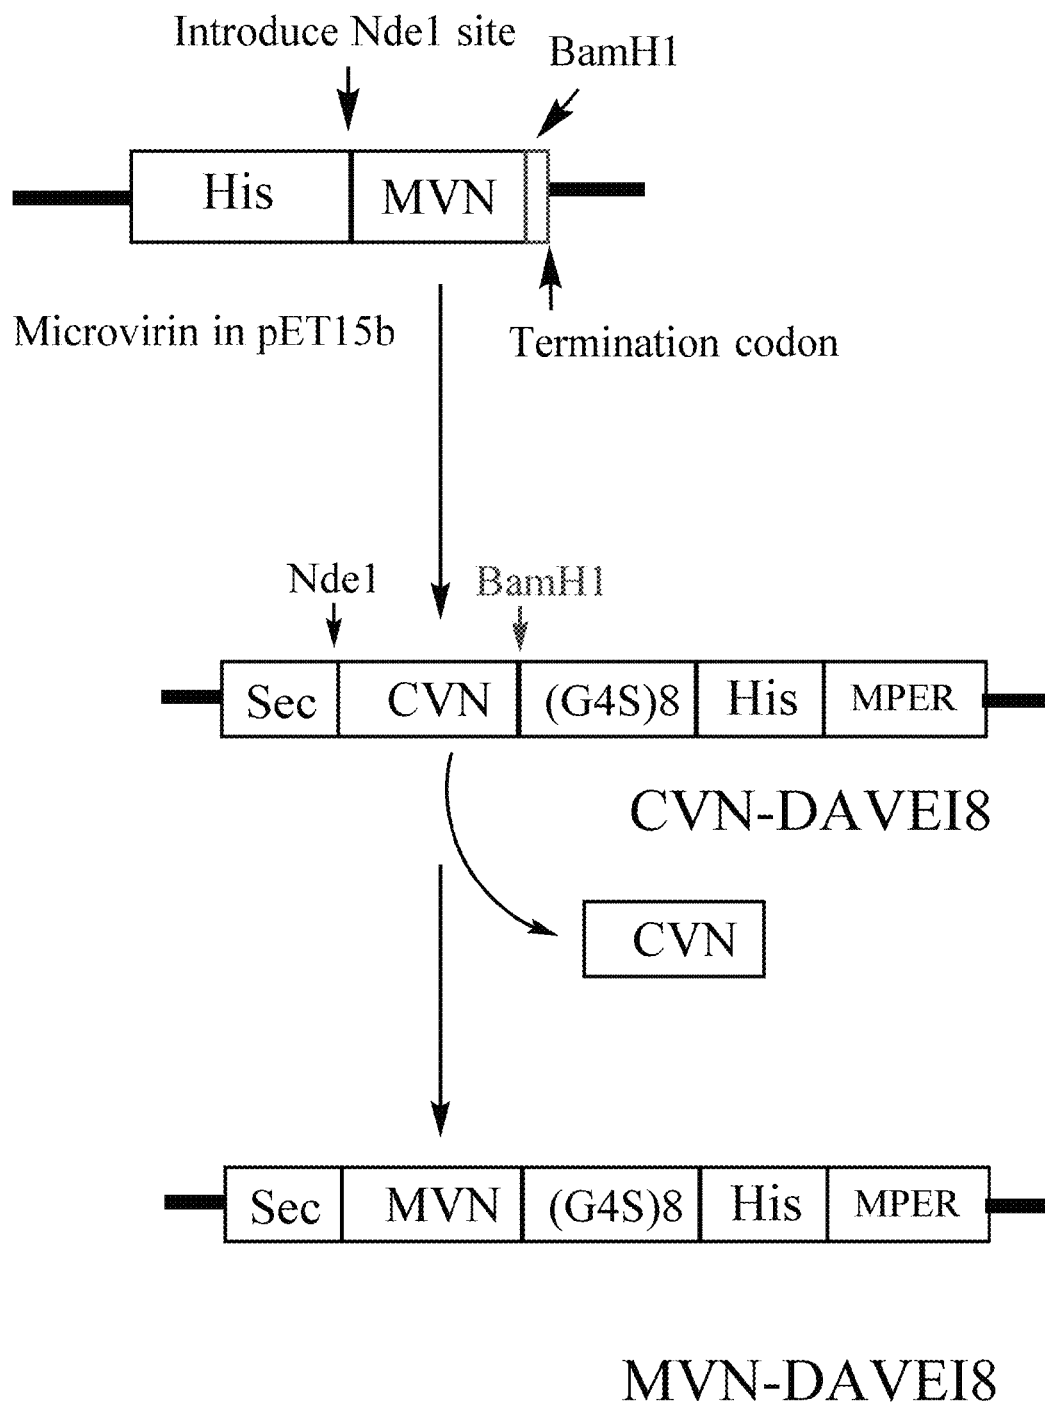 Introduce Nde1 site
BamH1
His
MVN
Microvirin in pET15b
Termination codon
Nde1
BamH1
Sec
CVN
(G4S)8
His
MPER
CVN-DAVEI8
CVN
Sec
MVN
(G4S)8
His
MPER
MVN-DAVEI8